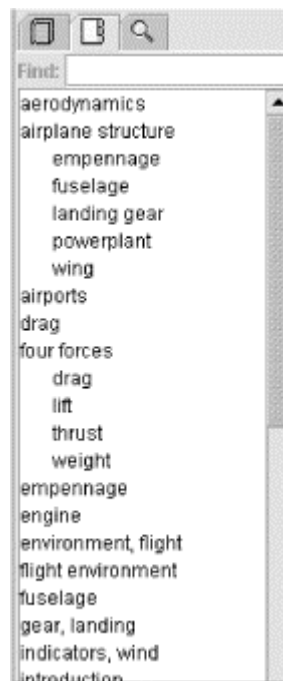 Find:
aerodynamics
airplane structure
empennage
fuselage
landing gear
powerplant
wing
airports
drag
four forces
drag
lift
thrust
weight
empennage
engine
environment, flight
flight environment
fuselage
gear, landing
indicators, wind
introduction